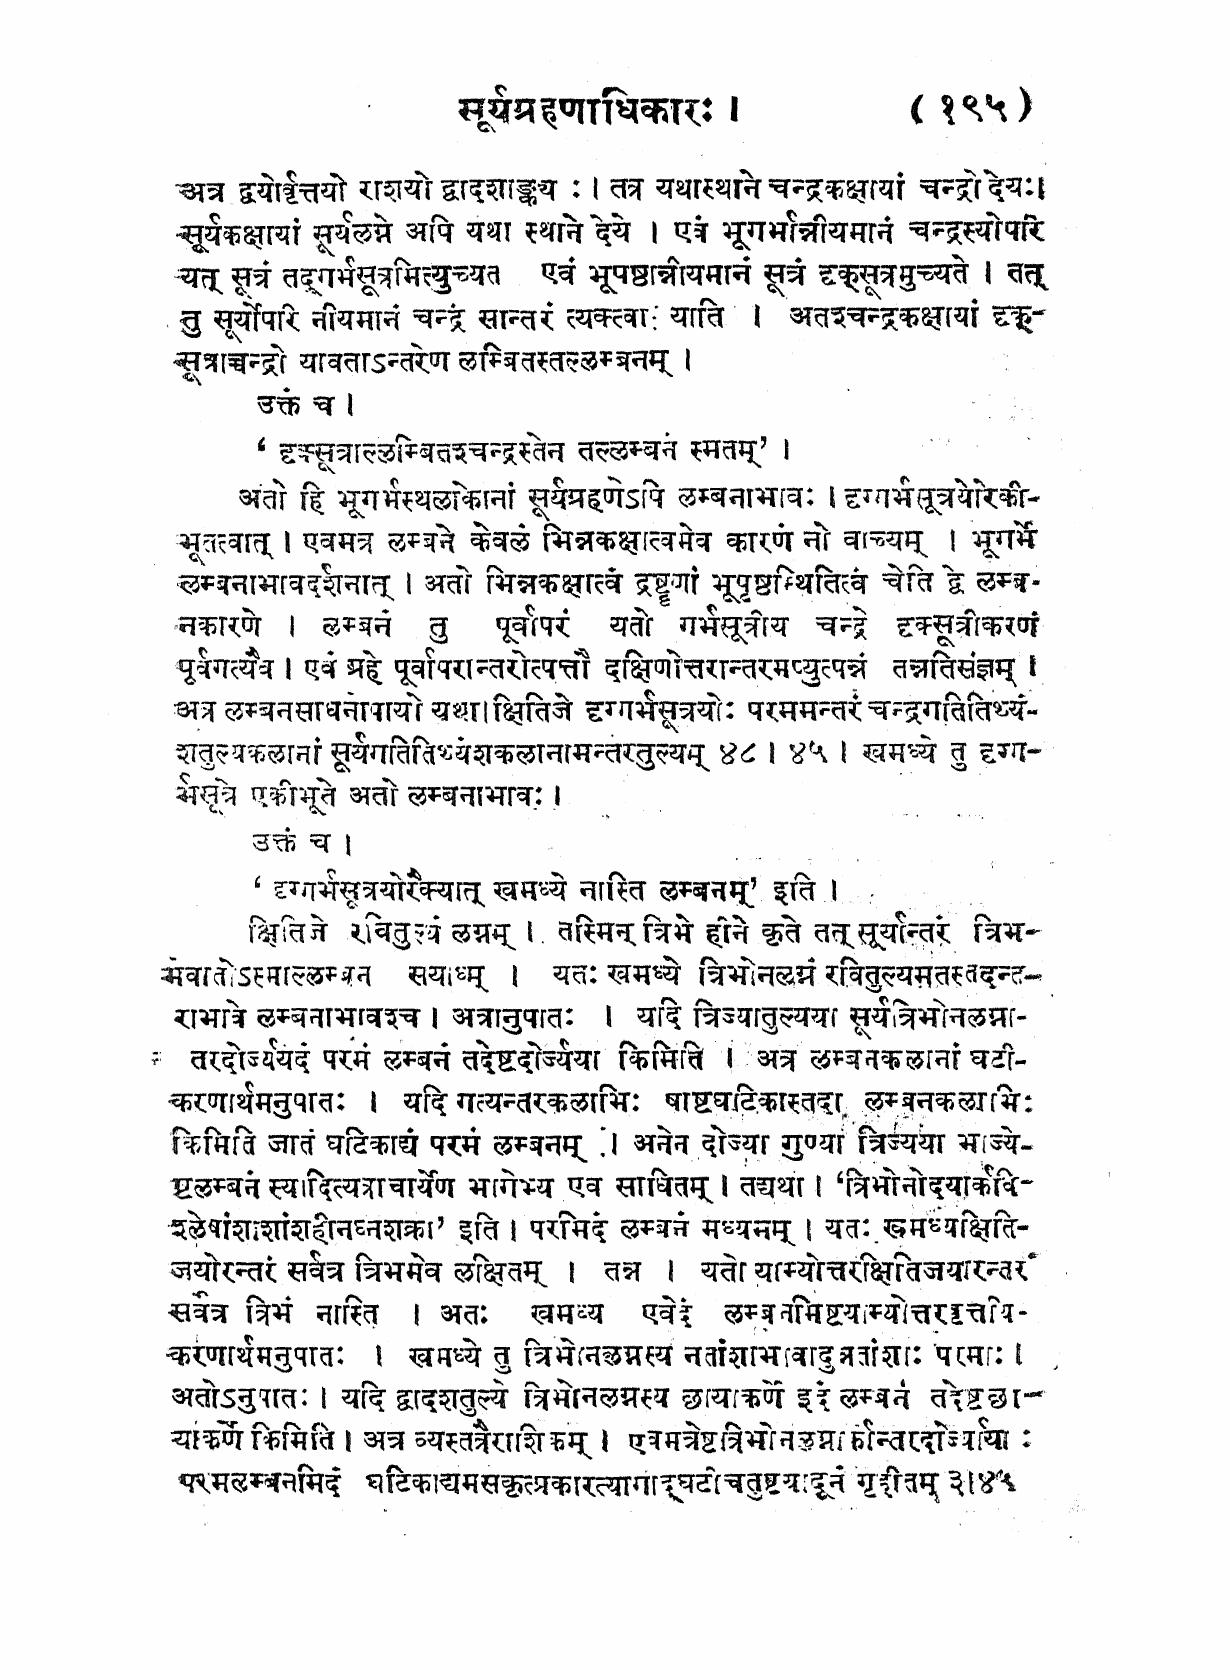 सूर्यग्रहणाधिकारः । ( १९५ )
अत्र द्वयोर्वृत्तयो राशयो द्वादशाङ्क्य : । तत्र यथास्थाने चन्द्रकक्षायां चन्द्रो देयः।
सूर्यकक्षायां सूर्यलग्ने अपि यथा स्थाने देये । एत्रं भूगर्भान्नीयमानं चन्द्रस्योपरि
यत् सूत्रं तद्गर्भसूत्रमित्युच्यत एवं भूपष्ठान्नीयमानं सूत्रं दृक्सूत्रमुच्यते । तत्
तु सूर्योपरि नीयमानं चन्द्रं सान्तरं त्यक्त्वा याति । अतश्चन्द्रकक्षायां दृक्-
सूत्राच्चन्द्रो यावताऽन्तरेण लम्बितस्तल्लम्बनम् ।
उक्तं च ।
‘ दृक्सूत्राल्लम्बितश्चन्द्रस्तेन तल्लम्बनं स्मतम्’ ।
अतो हि भूगर्भस्थलाकोनां सूर्यग्रहणेऽपि लम्बनाभावः । दृग्गर्भसूत्रयोरेकी-
भूतत्वात् । एवमत्र लम्बने केवलं भिन्नकक्षात्वमेव कारणं नो वाच्यम् । भूगर्भे
लम्बनाभावदर्शनात् । अतो भिन्नकक्षात्वं द्रष्टॄणां भूपृष्ठस्थितित्वं चेति द्वे लम्ब-
नकारणे । लम्बनं तु पूर्वापरं यतो गर्भसूत्रीय चन्द्रे दृक्सूत्रीकरणं
पूर्वगत्यैव । एवं ग्रहे पूर्वापरान्तरोत्पत्तौ दक्षिणोत्तरान्तरमप्युत्पन्नं तन्नतिसंज्ञम् ।
अत्र लम्बनसाधनोपायो यथा।क्षितिजे दृग्गर्भसूत्रयोः परममन्तरं चन्द्रगतितिथ्यं-
शतुल्यकलानां सूर्यगतितिथ्यंशकलानामन्तरतुल्यम् ४८ । ४५ । खमध्ये तु दृग्ग-
र्भसूत्रे एकीभूते अतो लम्बनाभावः ।
उक्तं च ।
‘ दृग्गर्भसूत्रयोरैक्यात् खमध्ये नास्ति लम्बनम्’ इति ।
क्षितिजे रवितुल्यं लग्नम् । तस्मिन् त्रिभे हीने कृते तत् सूर्यान्तरं त्रिभ-
मेवातोऽस्माल्लम्बन सयाध्म् । यतः खमध्ये त्रिभोनलग्नं रवितुल्यमतस्तदन्त-
राभावे लम्बनाभावश्च । अत्रानुपातः । यदि त्रिज्यातुल्यया सूर्यत्रिभोनलग्ना-
तरदोर्ज्ययेदं परमं लम्बनं तदेष्टदोर्ज्यया किमिति । अत्र लम्बनकलानां घटी-
करणार्थमनुपातः । यदि गत्यन्तरकलाभिः षाष्टघटिकास्तदा लम्बनकलाभिः
किमिति जातं घटिकाद्यं परमं लम्बनम् । अनेन दोर्ज्या गुण्या त्रिज्यया भाज्ये-
ष्टलम्बनं स्यादित्यत्राचार्येण भागेभ्य एव साधितम् । तद्यथा । ‘त्रिभोनोदयार्कवि-
श्लेषांशांशहीनघ्नशक्रा’ इति । परमिदं लम्बनं मध्यमम् । यतः खमध्यक्षिति-
जयोरन्तरं सर्वत्र त्रिभमेव लक्षितम् । तन्न । यतो याम्योत्तरक्षितिजयारन्तरं
सर्वत्र त्रिभं नास्ति । अतः खमध्य एवेदं लम्बनमिष्टयाम्योत्तरवृत्तीय-
करणार्थमनुपातः । खमध्ये तु त्रिभोनलग्नस्य नतांशाभावादुन्नतांशाः परमाः ।
अतोऽनुपातः । यदि द्वादशतुल्ये त्रिभोनलग्नस्य छायाकर्णे इदं लम्बनं तदेष्टछा-
याकर्णे किमिति । अत्र व्यस्तत्रैराशिकम् । एवमत्रेष्टत्रिभोनलग्नार्कान्तरदोर्ज्याया :
परमलम्बनमिदं घटिकाद्यमसकृत्प्रकारत्यागाद्घटीचतुष्टयादूनं गृहीतम् ३।४५